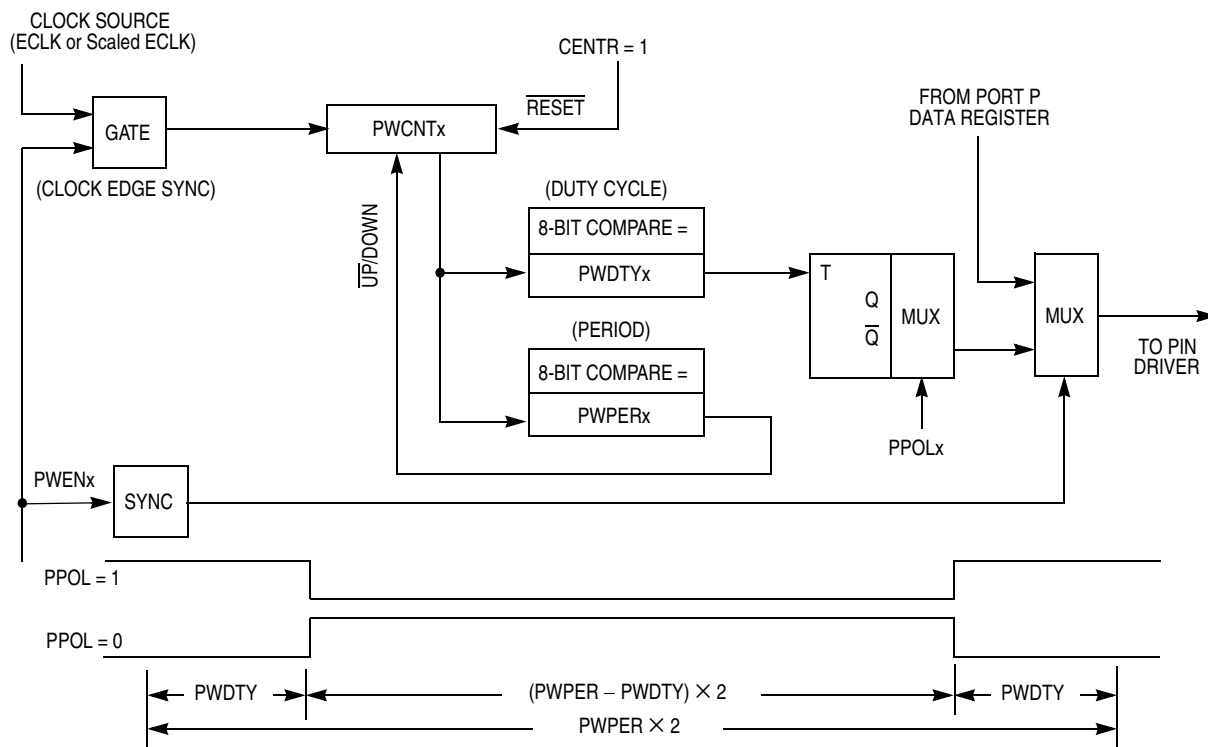 CLOCK SOURCE
(ECLK or Scaled ECLK)
CENTR = 1
RESET
FROM PORT P
DATA REGISTER
GATE
PWCNTx
(CLOCK EDGE SYNC)
(DUTY CYCLE)
8-BIT COMPARE =
PWDTYx
UP/DOWN
T
Q
Q
MUX
MUX
TO PIN
DRIVER
(PERIOD)
8-BIT COMPARE =
PWPERx
PPOLx
PWENx
SYNC
PPOL = 1
PPOL = 0
PWDTY
(PWPER − PWDTY) × 2
PWDTY
PWPER × 2